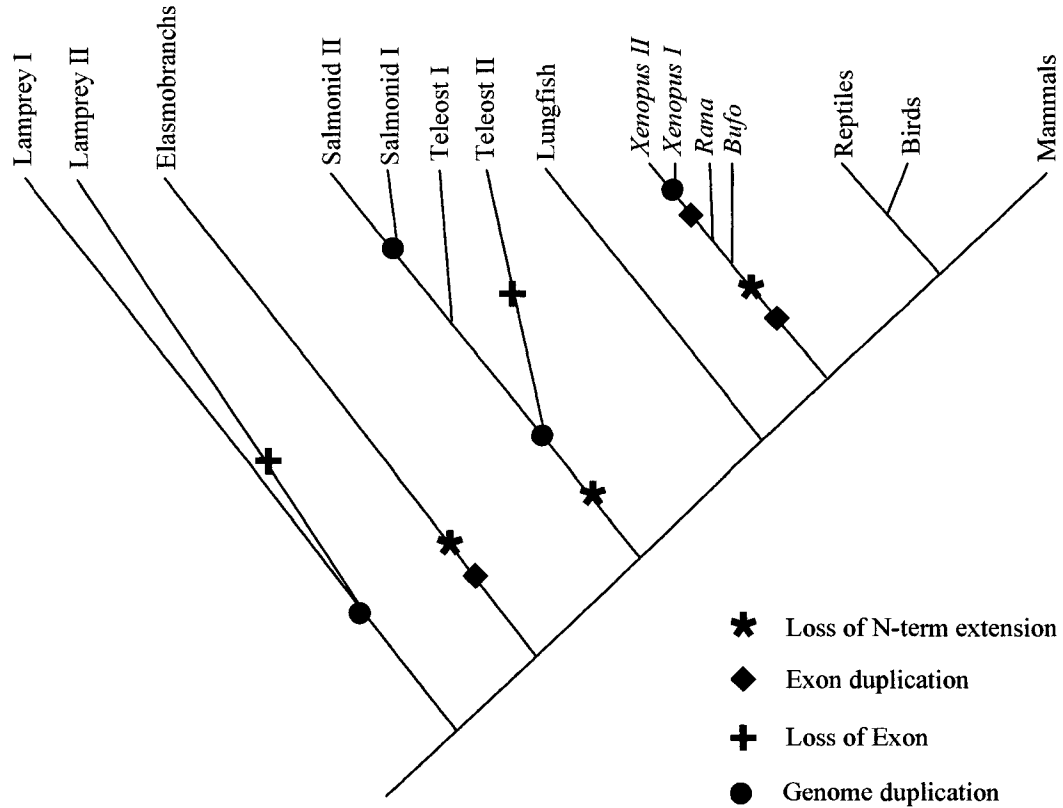 Lamprey I
Lamprey II
Elasmobranchs
Salmonid II
Salmonid I
Teleost I
Teleost II
Lungfish
Xenopus II
Xenopus I
Rana
Bufo
Reptiles
Birds
Mammals
Loss of N-term extension
Exon duplication
Loss of Exon
Genome duplication